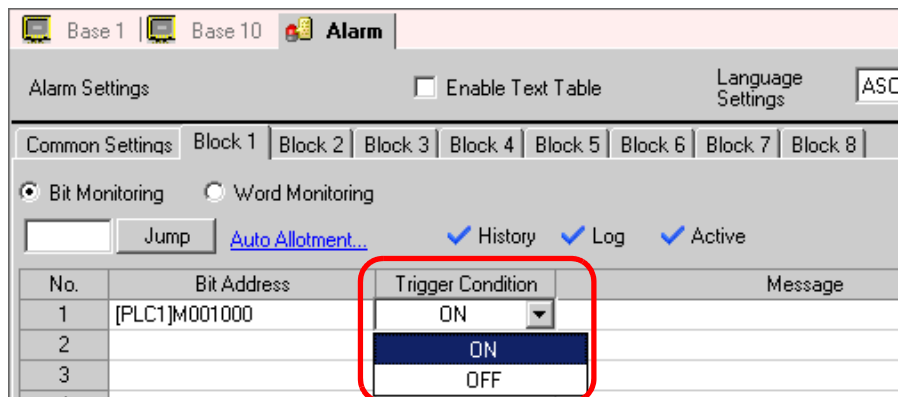 Base 1 Base 10 Alarm
Alarm Settings Enable Text Table Language Settings ASC
Common Settings Block 1 Block 2 Block 3 Block 4 Block 5 Block 6 Block 7 Block 8
Bit Monitoring Word Monitoring
Jump Auto Allotment... History Log Active
No. Bit Address Trigger Condition Message
1 [PLC1]M001000 ON
2 ON
3 OFF